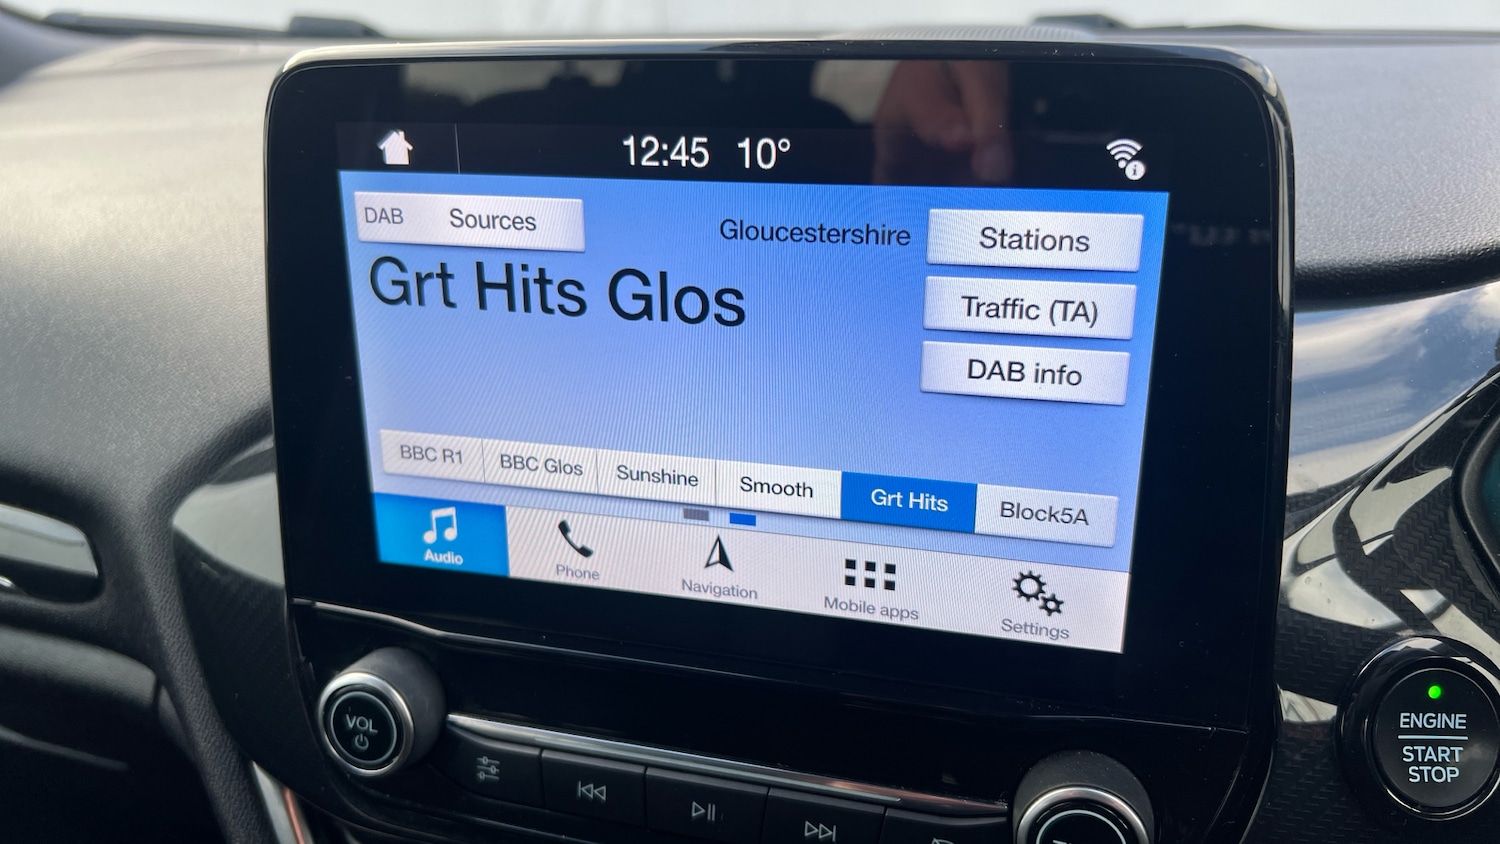 12:45 10°
DAB Sources
Gloucestershire
Stations
Grt Hits Glos
Traffic (TA)
DAB info
BBC R1
BBC Glos
Sunshine
Smooth
Grt Hits
Block5A
Audio
Phone
Navigation
Mobile apps
Settings
VOL
ENGINE
START
STOP